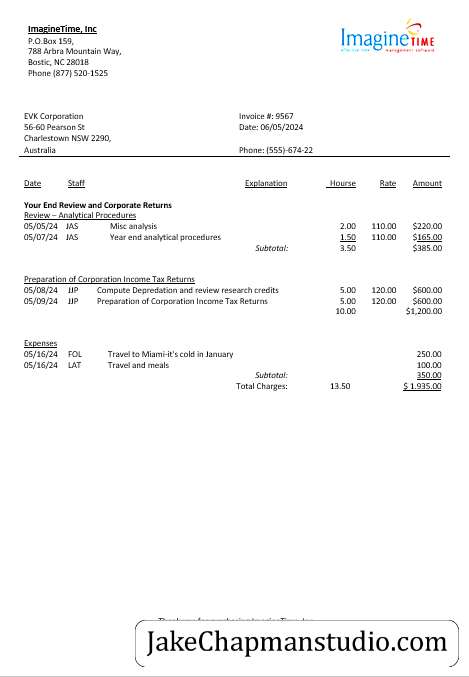 ImagineTime, Inc
P.O.Box 159,
788 Arbra Mountain Way,
Bostic, NC 28018
Phone (877) 520-1525
ImagineTIME
management software
EVK Corporation
56-60 Pearson St
Charlestown NSW 2290,
Australia
Invoice #: 9567
Date: 06/05/2024
Phone: (555)-674-22
Date Staff Explanation Hourse Rate Amount
Your End Review and Corporate Returns
Review – Analytical Procedures
05/05/24 JAS Misc analysis 2.00 110.00 $220.00
05/07/24 JAS Year end analytical procedures 1.50 110.00 $165.00
Subtotal: 3.50 $385.00
Preparation of Corporation Income Tax Returns
05/08/24 JJP Compute Depredation and review research credits 5.00 120.00 $600.00
05/09/24 JJP Preparation of Corporation Income Tax Returns 5.00 120.00 $600.00
10.00 $1,200.00
Expenses
05/16/24 FOL Travel to Miami-it's cold in January 250.00
05/16/24 LAT Travel and meals 100.00
Subtotal: 350.00
Total Charges: 13.50 $ 1.935.00
JakeChapmanstudio.com